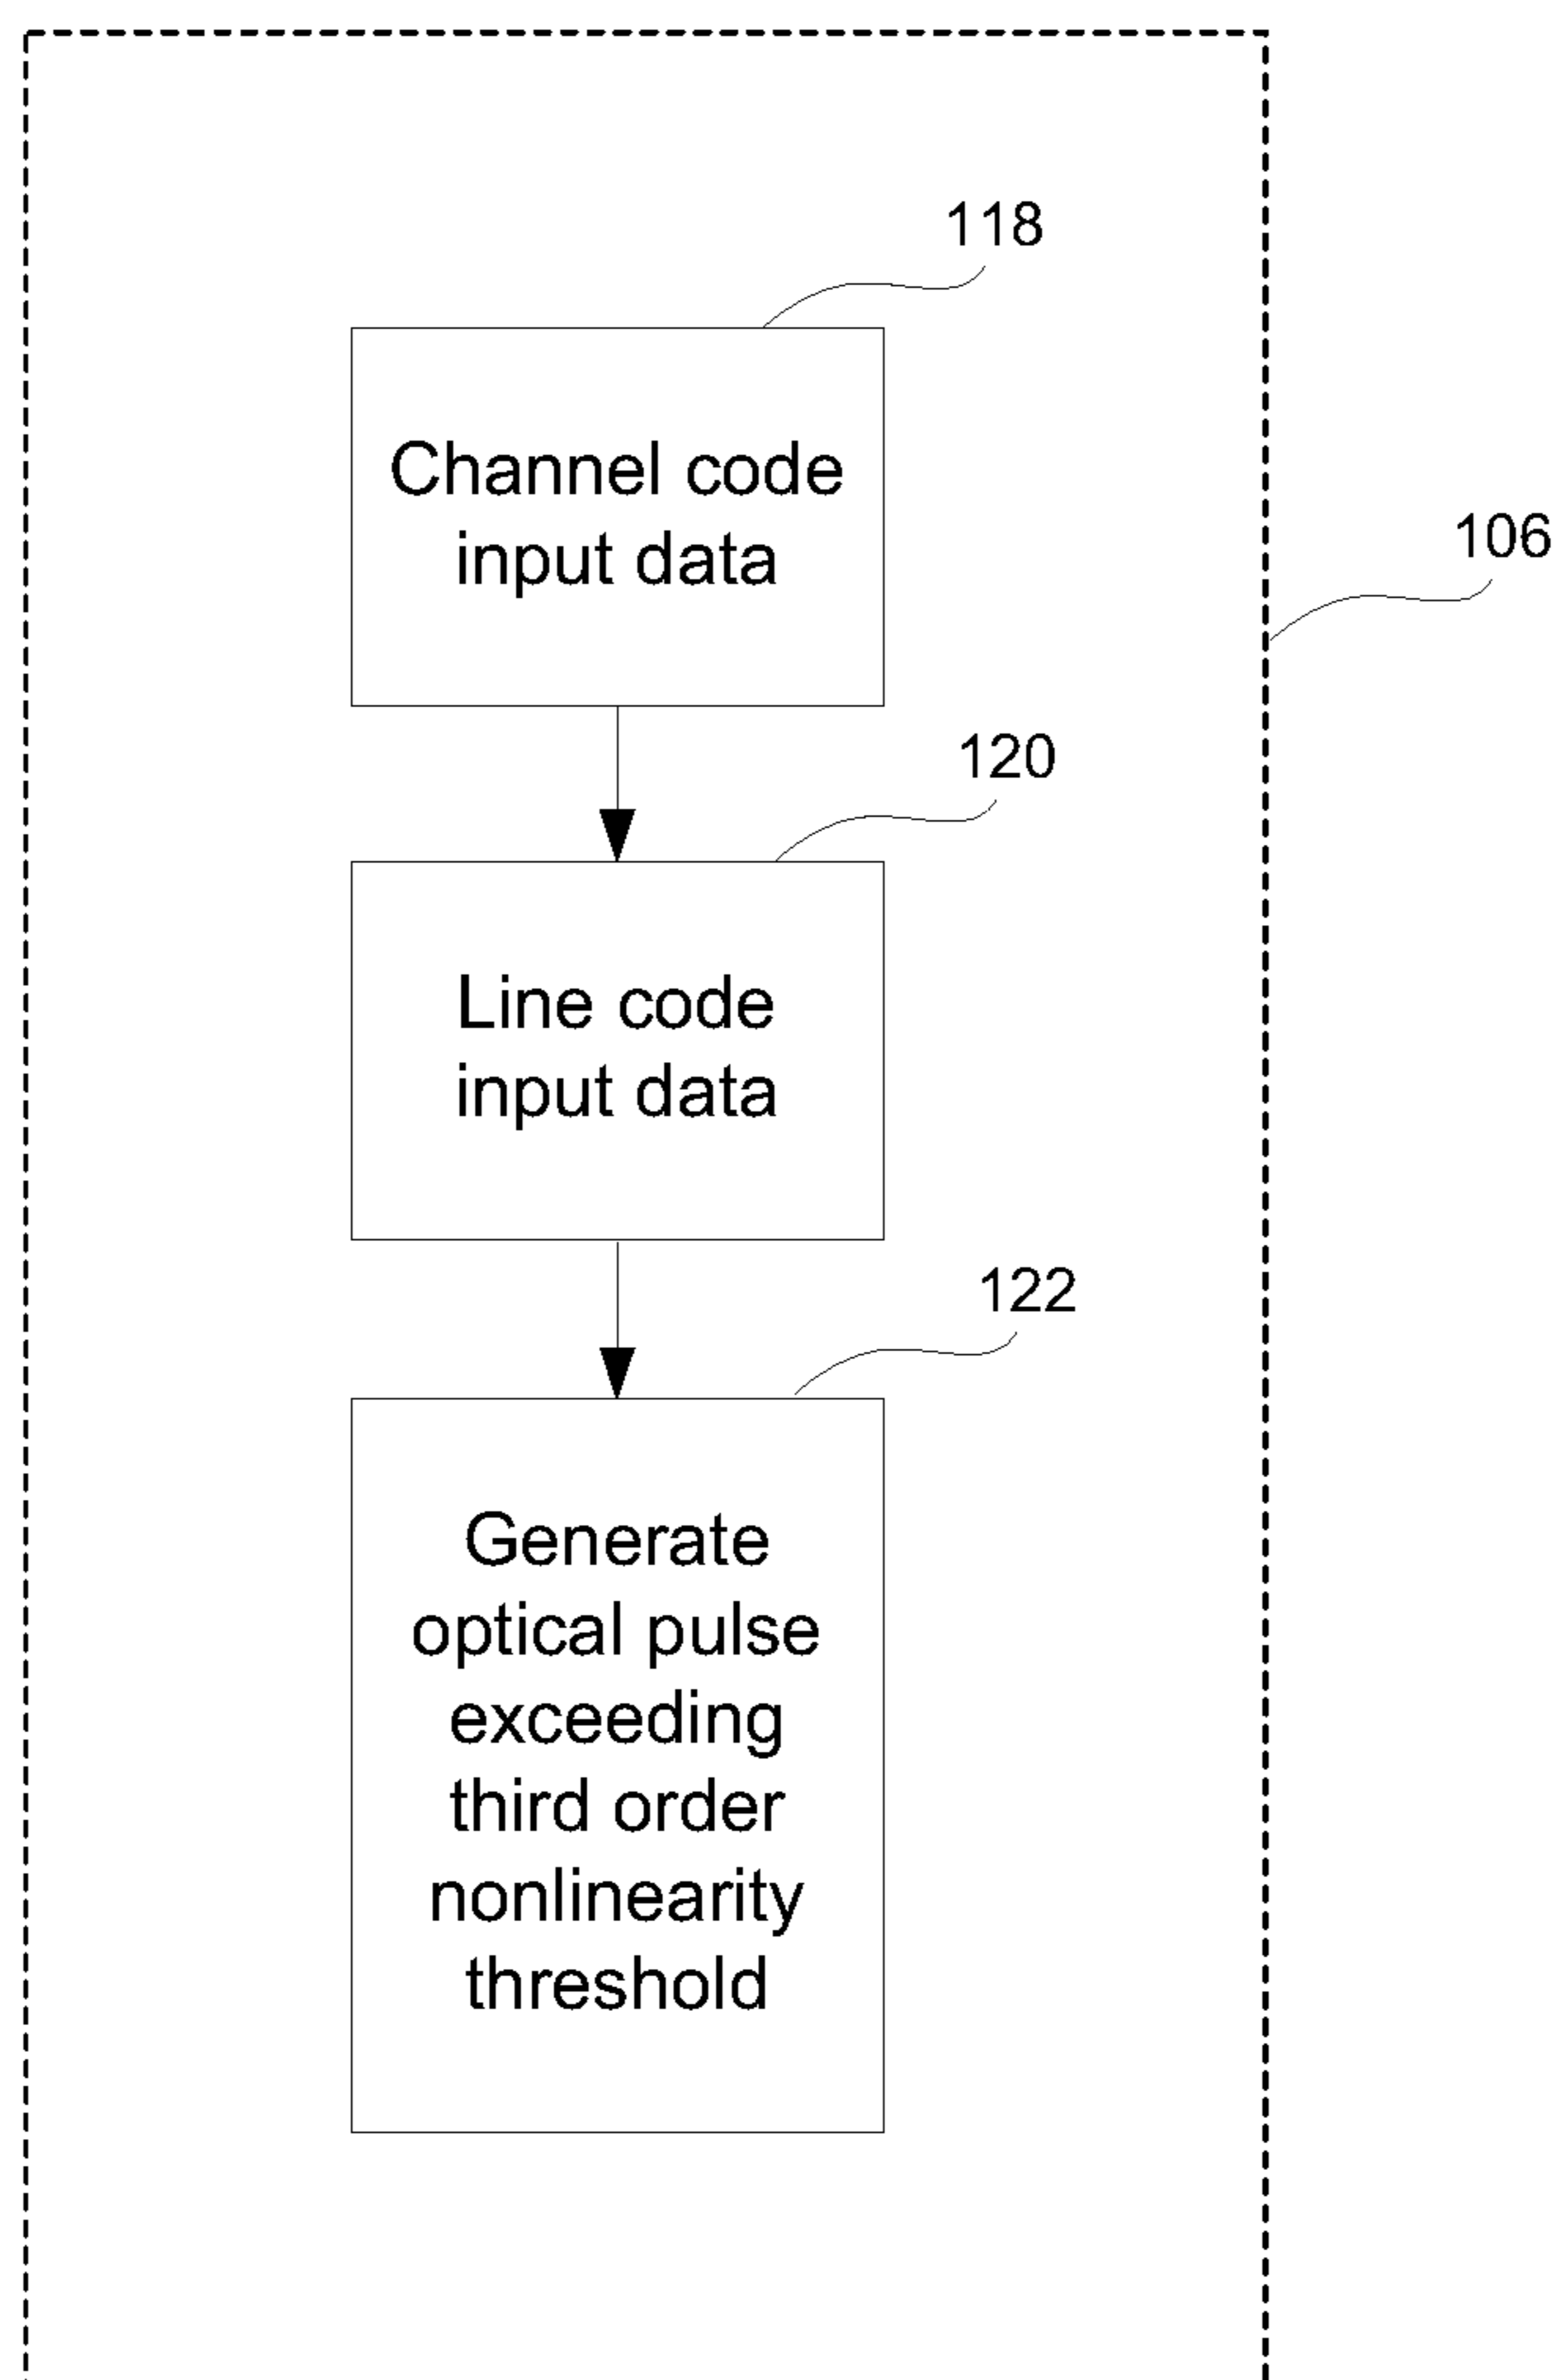 118
Channel code
input data
106
120
Line code
input data
122
Generate
optical pulse
exceeding
third order
nonlinearity
threshold